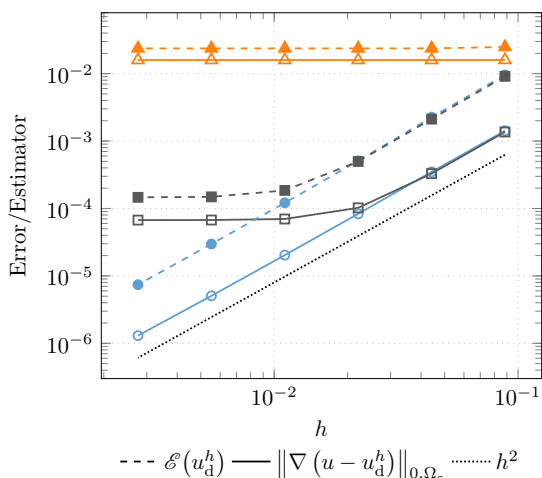 10^{-2}
10^{-3}
10^{-4}
10^{-5}
10^{-6}
Error/Estimator
10^{-2} 10^{-1}
h
ℰ(u_d^h) ‖∇ (u − u_d^h)‖_{0,Ω} h^2